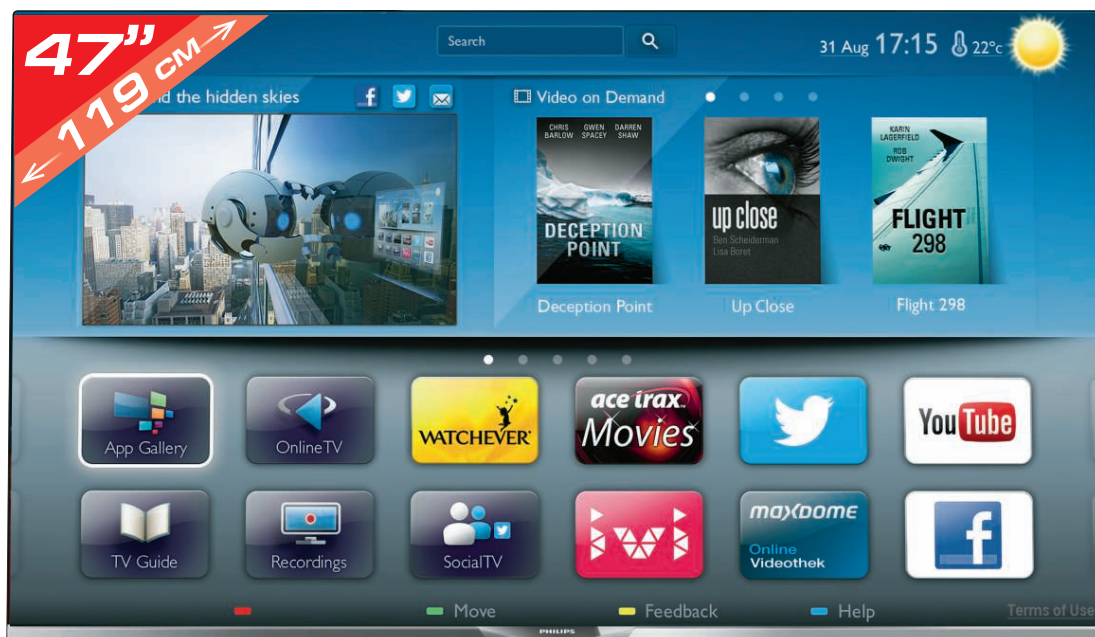 47”
119 СМ
Search
31 Aug 17:15 22°c
nd the hidden skies
f
Video on Demand
CHRIS BARLOW GWEN SPACEY DARREN SHAW
DECEPTION
POINT
Deception Point
up close
Ben Scheiderman
Lisa Boret
Up Close
KARIN
LAGERFIELD
ROB
DWIGHT
FLIGHT
298
Flight 298
App Gallery
OnlineTV
WATCHEVER
ace trax
Movies
YouTube
TV Guide
Recordings
SocialTV
ivi
maxdome
Online
Videothek
f
Move
Feedback
Help
Terms of Use
PHILIPS